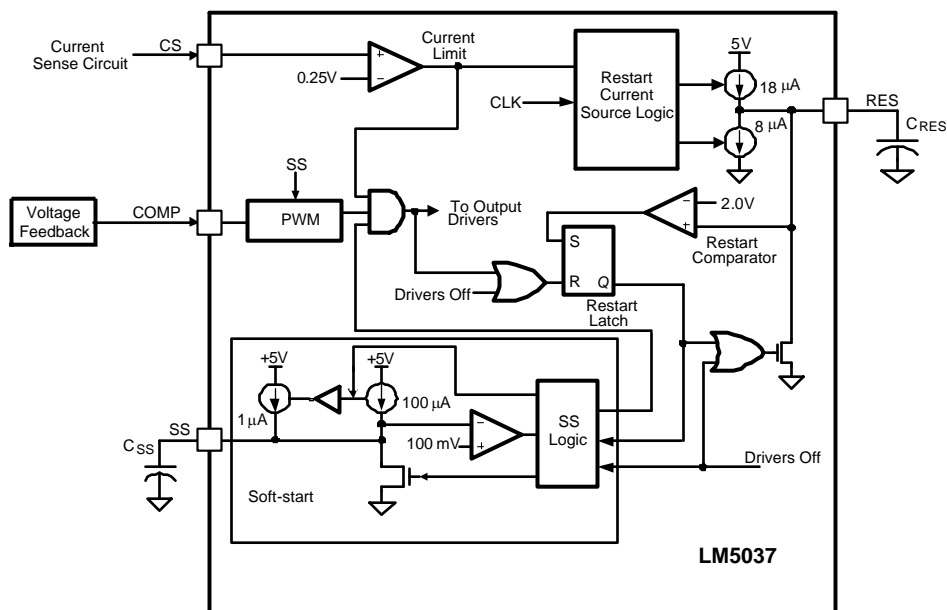 Current
Sense Circuit
CS
0.25V
+
−
Current
Limit
CLK
Restart
Current
Source Logic
5V
18 µA
8 µA
RES
CRES
Voltage
Feedback
COMP
SS
PWM
To Output
Drivers
Drivers Off
S
R Q
Restart
Latch
−
+
2.0V
Restart
Comparator
+5V
+5V
1 µA
100 µA
SS
CSS
100 mV
−
+
SS
Logic
Soft-start
Drivers Off
LM5037